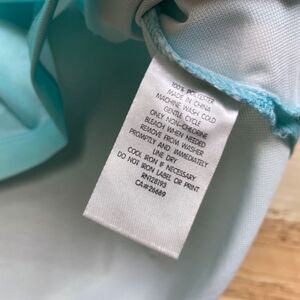 100% POLYESTER
MADE IN CHINA
MACHINE WASH COLD
GENTLE CYCLE
ONLY NON-CHLORINE
BLEACH WHEN NEEDED
REMOVE FROM WASHER
PROMPTLY AND IMMEDIATELY
LINE DRY
COOL IRON IF NECESSARY
DO NOT IRON LABEL OR PRINT
RN128193
CA#26689